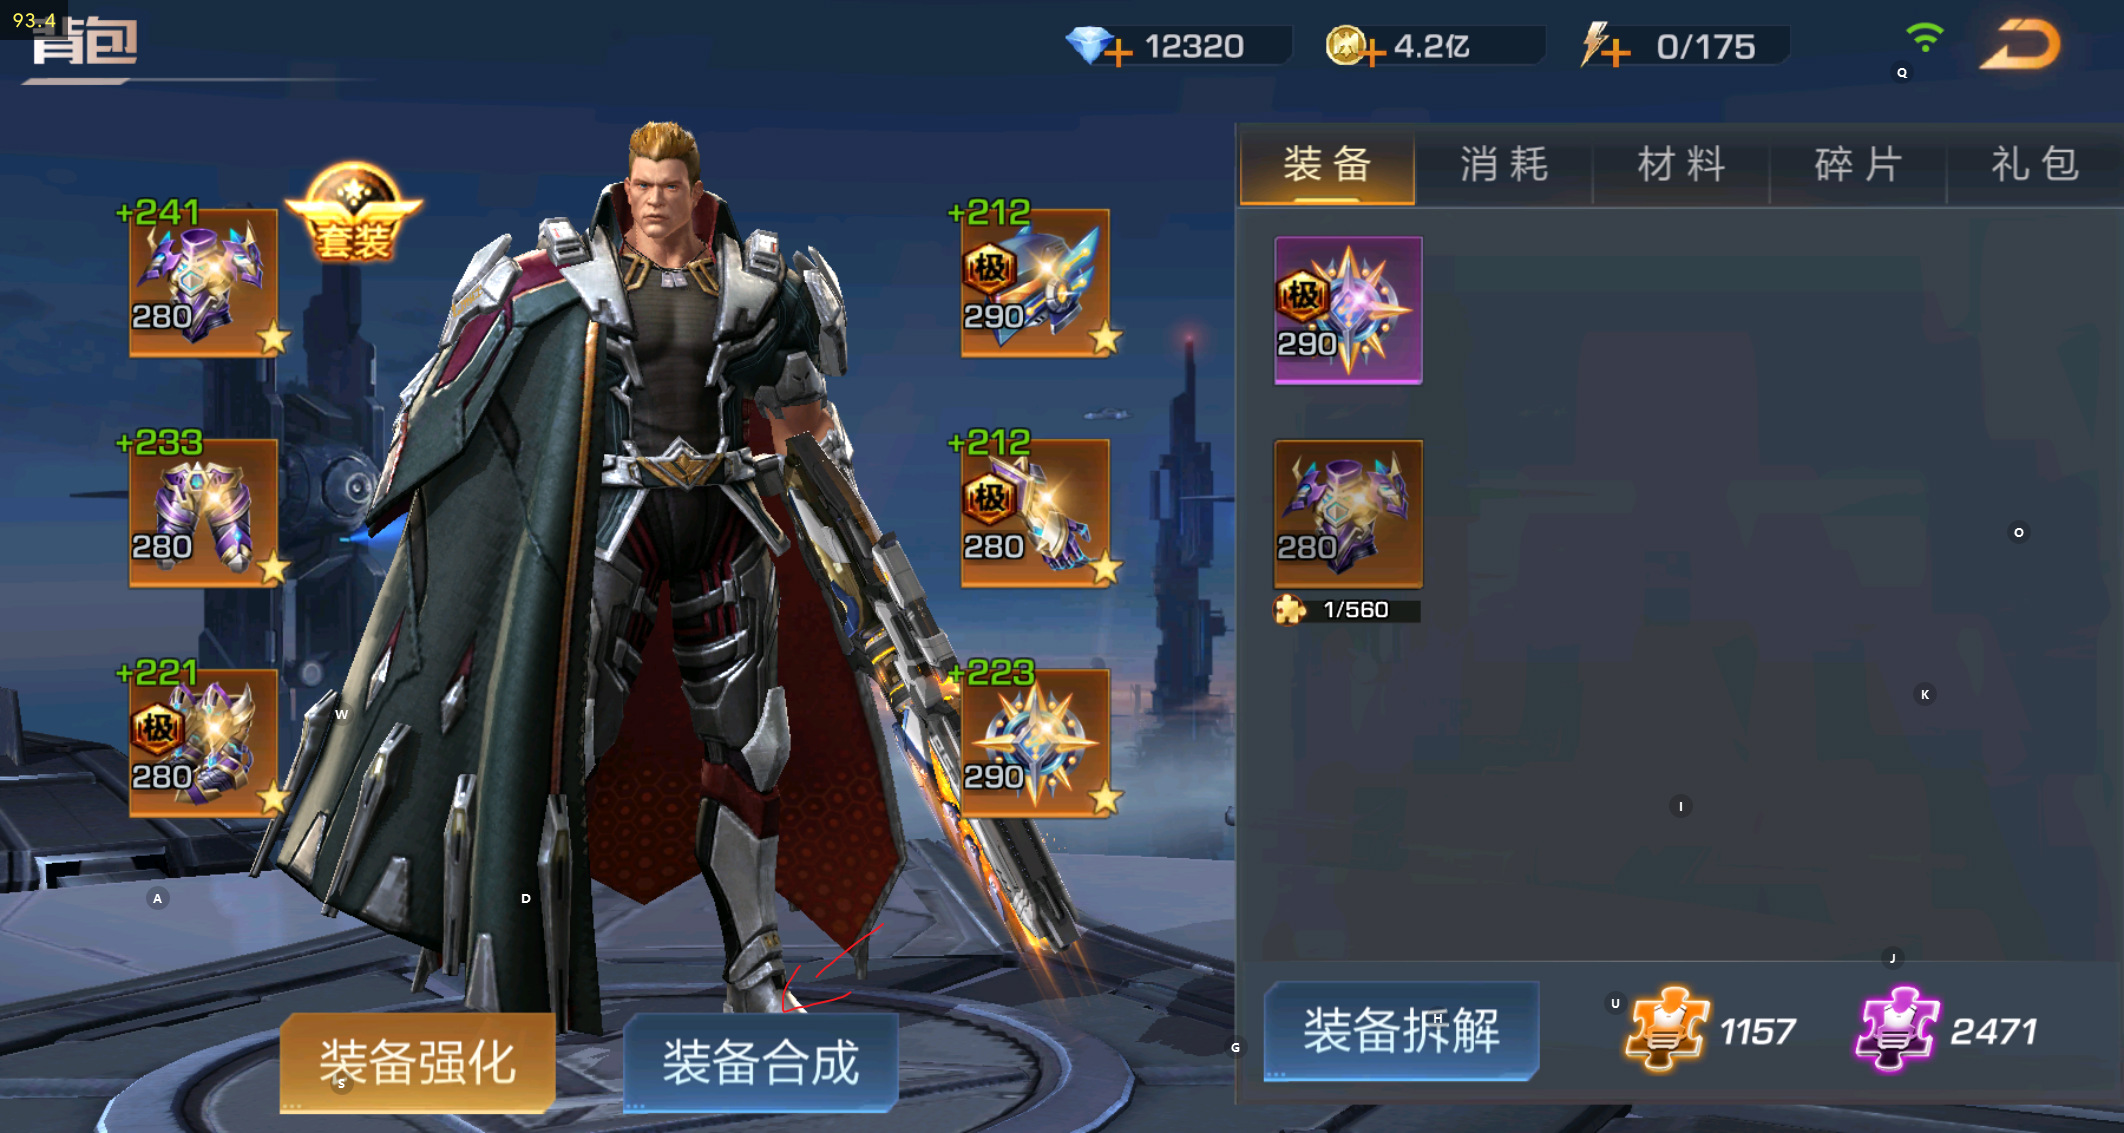 93.4
背包
12320
4.2亿
0/175
Q
装备
消耗
材料
碎片
礼包
套装
+241
280
+212
极
290
极
290
+233
280
+212
极
280
280
1/560
O
+221
极
280
+223
290
W
K
I
A
D
J
装备强化
S
装备合成
G
装备拆解
H
U
1157
2471